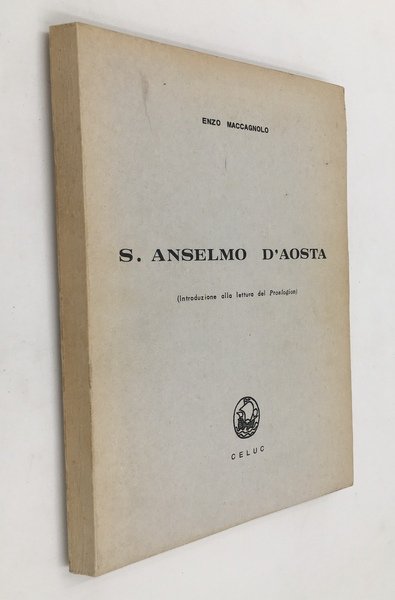 ENZO MACCAGNOLO
S. ANSELMO D'AOSTA
(Introduzione alla lettura del Proslogion)
CELUC